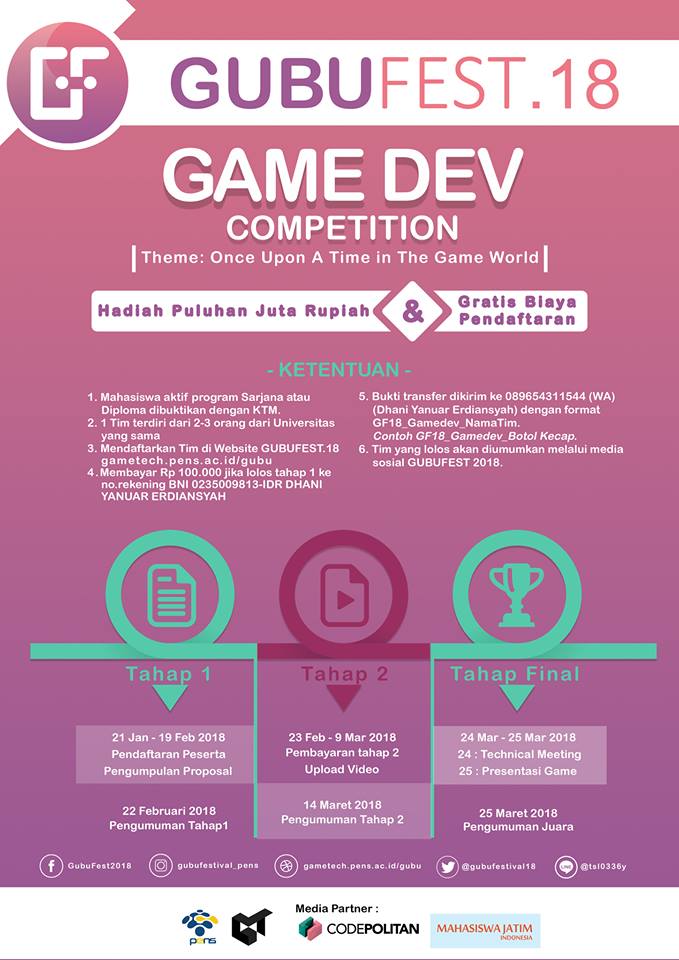 GF
GUBUFEST.18
GAME DEV
COMPETITION
Theme: Once Upon A Time in The Game World
Hadiah Puluhan Juta Rupiah
&
Gratis Biaya
Pendaftaran
- KETENTUAN -
1. Mahasiswa aktif program Sarjana atau
Diploma dibuktikan dengan KTM.
2. 1 Tim terdiri dari 2-3 orang dari Universitas
yang sama
3. Mendaftarkan Tim di Website GUBUFEST.18
gametech.pens.ac.id/gubu
4. Membayar Rp 100.000 jika lolos tahap 1 ke
no.rekening BNI 0235009813-IDR DHANI
YANUAR ERDIANSYAH
5. Bukti transfer dikirim ke 089654311544 (WA)
(Dhani Yanuar Erdiansyah) dengan format
GF18_Gamedev_NamaTim.
Contoh GF18_Gamedev_Botol Kecap.
6. Tim yang lolos akan diumumkan melalui media
sosial GUBUFEST 2018.
Tahap 1
21 Jan - 19 Feb 2018
Pendaftaran Peserta
Pengumpulan Proposal
22 Februari 2018
Pengumuman Tahap1
Tahap 2
23 Feb - 9 Mar 2018
Pembayaran tahap 2
Upload Video
14 Maret 2018
Pengumuman Tahap 2
Tahap Final
24 Mar - 25 Mar 2018
24 : Technical Meeting
25 : Presentasi Game
25 Maret 2018
Pengumuman Juara
GubuFest2018
gubufestival_pens
gametech.pens.ac.id/gubu
@gubufestival18
LINE
@tsl0336y
pens
Media Partner :
CODEPOLITAN
MAHASISWA JATIM
INDONESIA